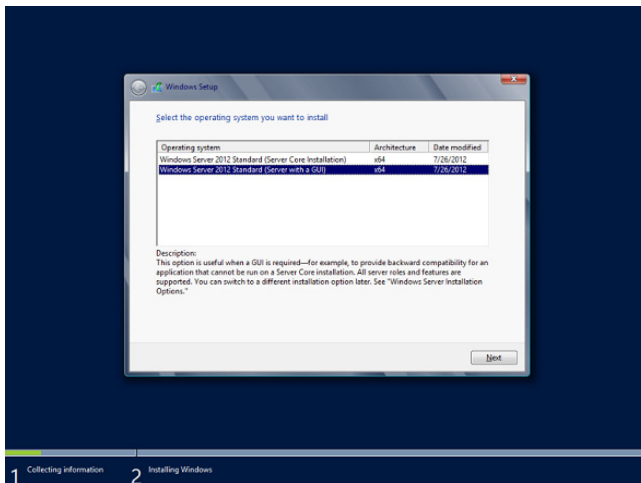 Windows Setup
Select the operating system you want to install
Operating system Architecture Date modified
Windows Server 2012 Standard (Server Core Installation) x64 7/26/2012
Windows Server 2012 Standard (Server with a GUI) x64 7/26/2012
Description:
This option is useful when a GUI is required—for example, to provide backward compatibility for an
application that cannot be run on a Server Core installation. All server roles and features are
supported. You can switch to a different installation option later. See "Windows Server Installation
Options."
Next
1 Collecting information 2 Installing Windows